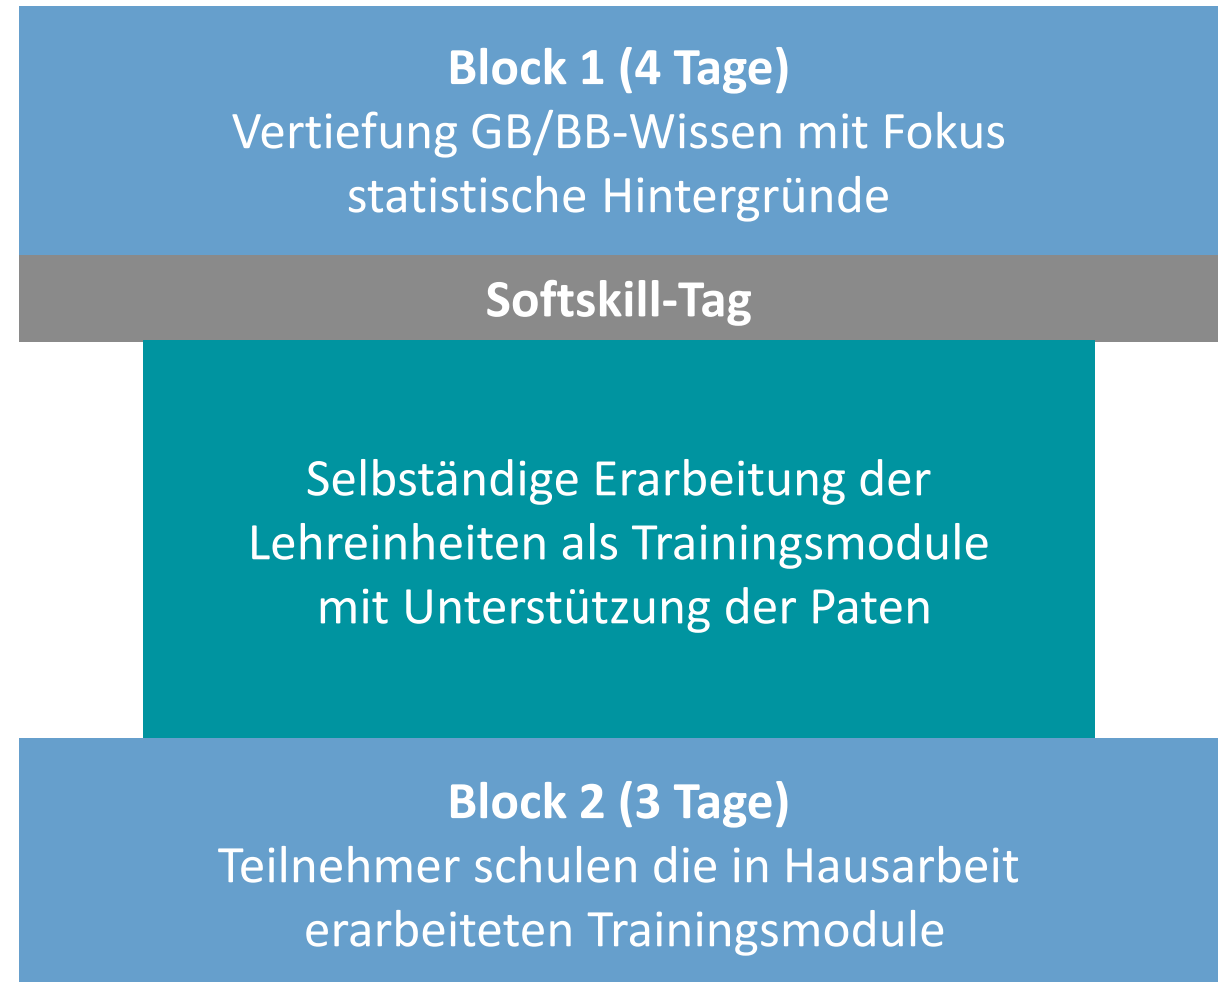 Block 1 (4 Tage)
Vertiefung GB/BB-Wissen mit Fokus
statistische Hintergründe
Softskill-Tag
Selbständige Erarbeitung der
Lehreinheiten als Trainingsmodule
mit Unterstützung der Paten
Block 2 (3 Tage)
Teilnehmer schulen die in Hausarbeit
erarbeiteten Trainingsmodule